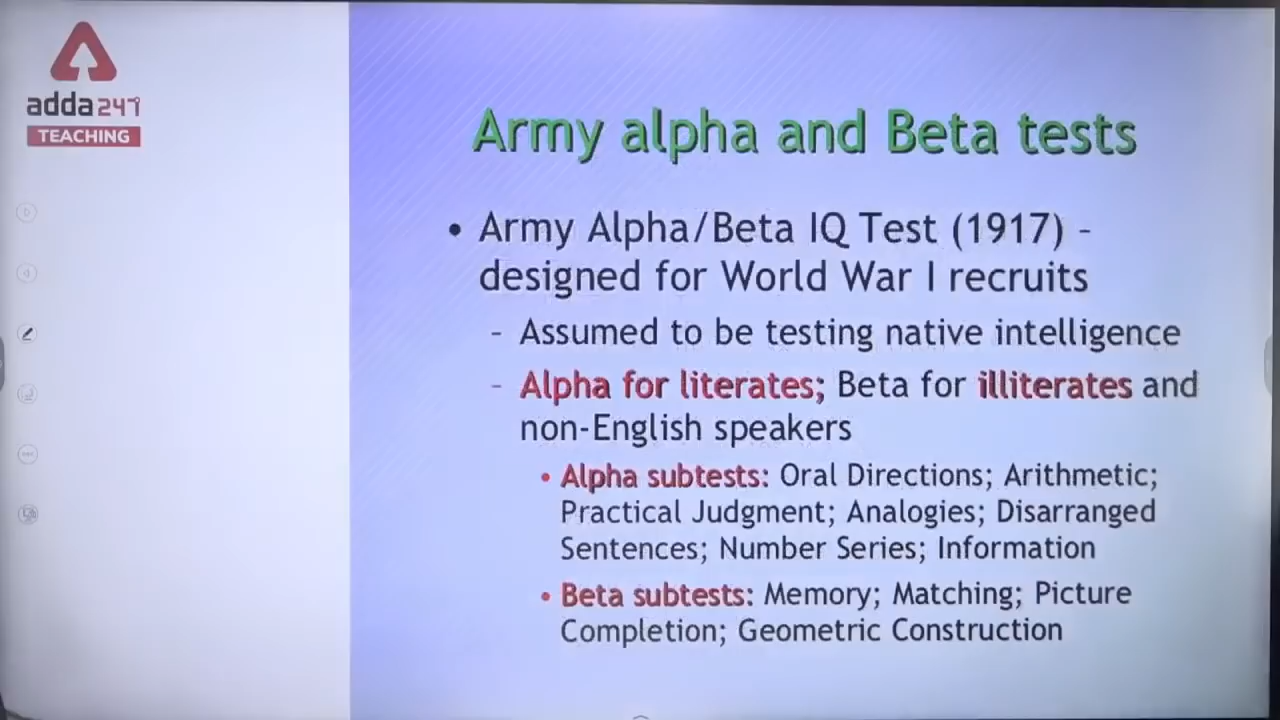 adda247
TEACHING
Army alpha and Beta tests
• Army Alpha/Beta IQ Test (1917) –
designed for World War I recruits
– Assumed to be testing native intelligence
– Alpha for literates; Beta for illiterates and
non-English speakers
• Alpha subtests: Oral Directions; Arithmetic;
Practical Judgment; Analogies; Disarranged
Sentences; Number Series; Information
• Beta subtests: Memory; Matching; Picture
Completion; Geometric Construction